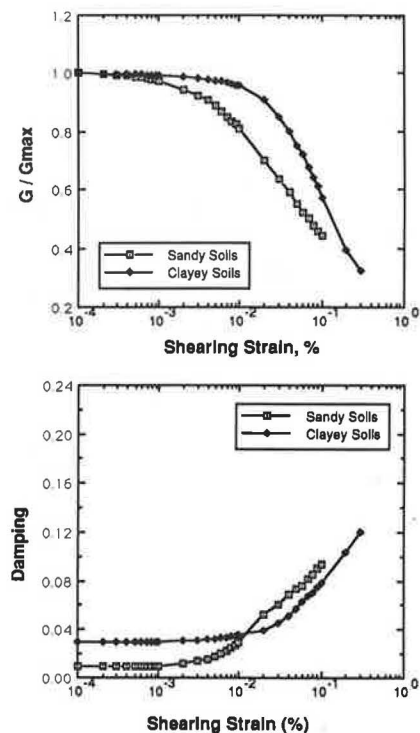 1.2
1.0
0.8
0.6
0.4
0.2
G / Gmax
Sandy Soils
Clayey Soils
10⁻⁴ 10⁻³ 10⁻² 10⁻¹ 10⁰
Shearing Strain, %
0.24
0.20
0.16
0.12
0.08
0.04
0.00
Damping
Sandy Soils
Clayey Soils
10⁻⁴ 10⁻³ 10⁻² 10⁻¹ 10⁰
Shearing Strain (%)